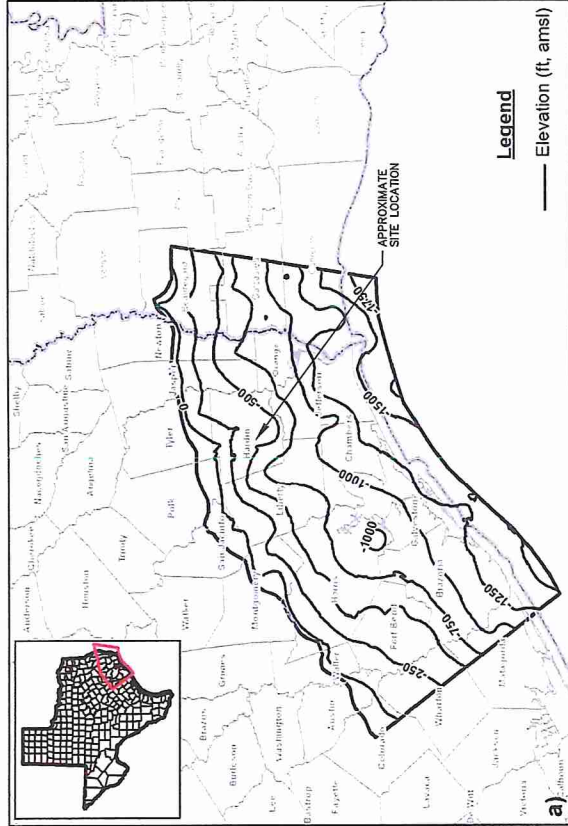 Shelby
Nacogdoches
San Augustine
Sabine
Cherokee
Anderson
Angelina
Houston
Trinity
Polk
Tyler
Jasper
Newton
Walker
San Jacinto
Hardin
Montgomery
Liberty
Orange
Jefferson
Grimes
Brazos
Burleson
Washington
Waller
Harris
Chambers
Lee
Austin
Fort Bend
Galveston
Bastrop
Fayette
Colorado
Brazoria
Wharton
Matagorda
Lavaca
De Witt
Jackson
Victoria
Calhoun
0
-500
-1000
-1000
-250
-750
-1250
-1500
-1750
APPROXIMATE
SITE LOCATION
Legend
Elevation (ft, amsl)
a)